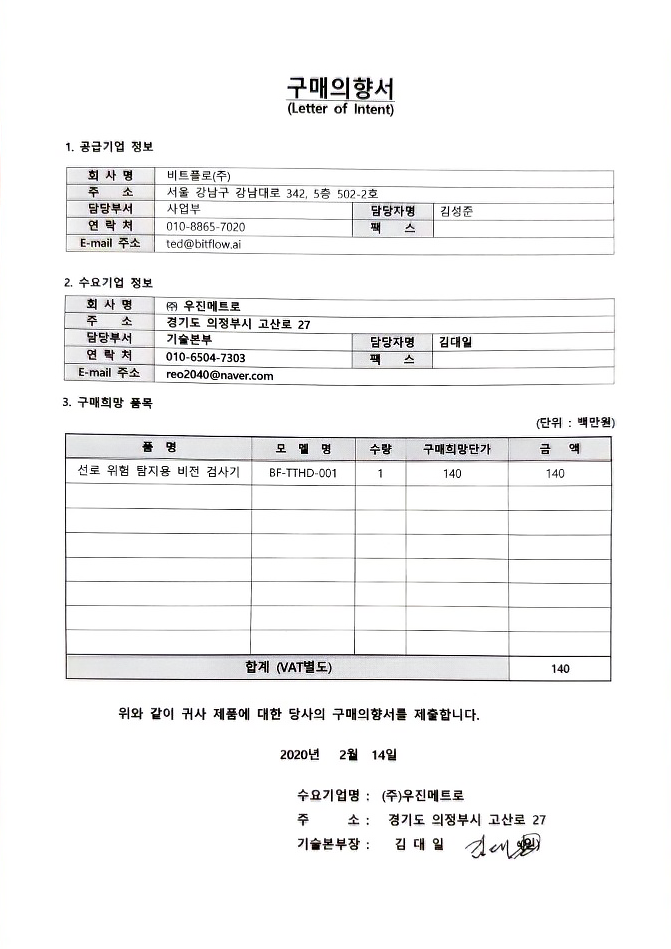 구매의향서
(Letter of Intent)
1. 공급기업 정보
회 사 명 비트플로(주)
주 소 서울 강남구 강남대로 342, 5층 502-2호
담당부서 사업부 담당자명 김성준
연 락 처 010-8865-7020 팩 스
E-mail 주소 ted@bitflow.ai
2. 수요기업 정보
회 사 명 ㈜ 우진메트로
주 소 경기도 의정부시 고산로 27
담당부서 기술본부 담당자명 김대일
연 락 처 010-6504-7303 팩 스
E-mail 주소 reo2040@naver.com
3. 구매희망 품목
(단위 : 백만원)
품 명 모 델 명 수량 구매희망단가 금 액
선로 위험 탐지용 비전 검사기 BF-TTHD-001 1 140 140
합계 (VAT별도) 140
위와 같이 귀사 제품에 대한 당사의 구매의향서를 제출합니다.
2020년 2월 14일
수요기업명 : (주)우진메트로
주 소 : 경기도 의정부시 고산로 27
기술본부장 : 김 대 일 김대일 (인)